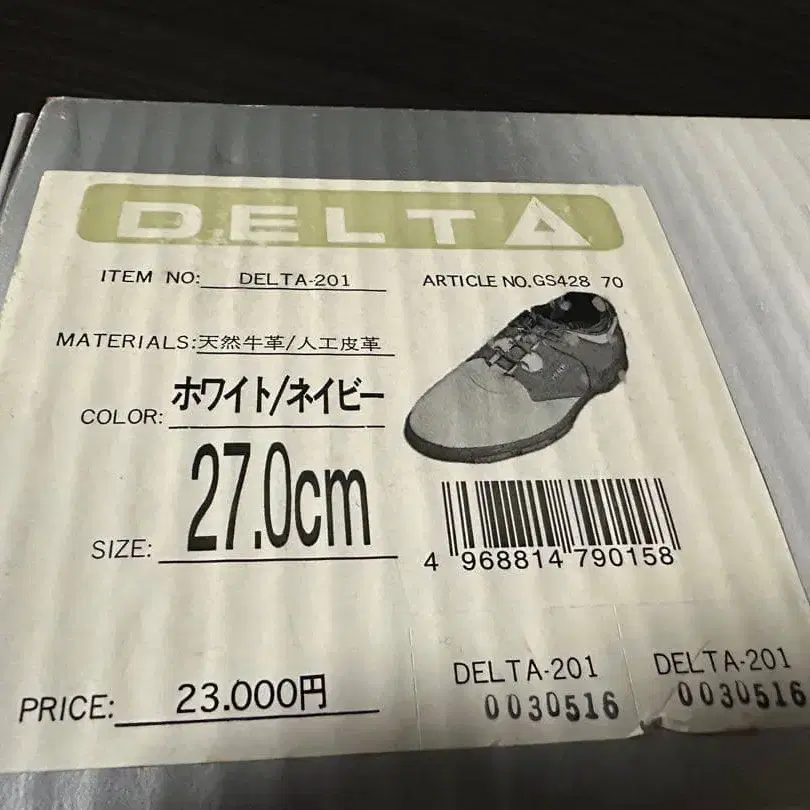 DELTA
ITEM NO: DELTA-201
ARTICLE NO. GS428 70
MATERIALS: 天然牛革/人工皮革
COLOR: ホワイト/ネイビー
SIZE: 27.0cm
4 968814 790158
PRICE: 23.000円
DELTA-201
0030516
DELTA-201
0030516